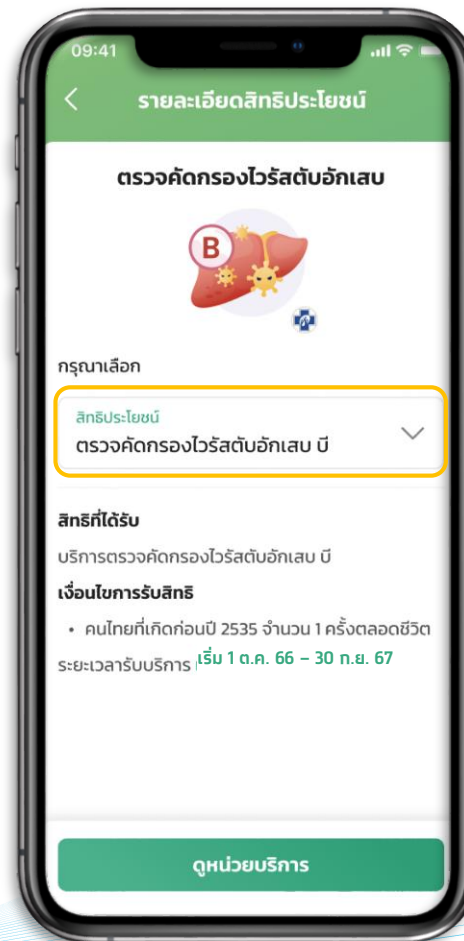 09:41
รายละเอียดสิทธิประโยชน์
ตรวจคัดกรองไวรัสตับอักเสบ
B
กรุณาเลือก
สิทธิประโยชน์
ตรวจคัดกรองไวรัสตับอักเสบ บี
สิทธิที่ได้รับ
บริการตรวจคัดกรองไวรัสตับอักเสบ บี
เงื่อนไขการรับสิทธิ
• คนไทยที่เกิดก่อนปี 2535 จำนวน 1 ครั้งตลอดชีวิต
ระยะเวลารับบริการ เริ่ม 1 ต.ค. 66 – 30 ก.ย. 67
ดูหน่วยบริการ